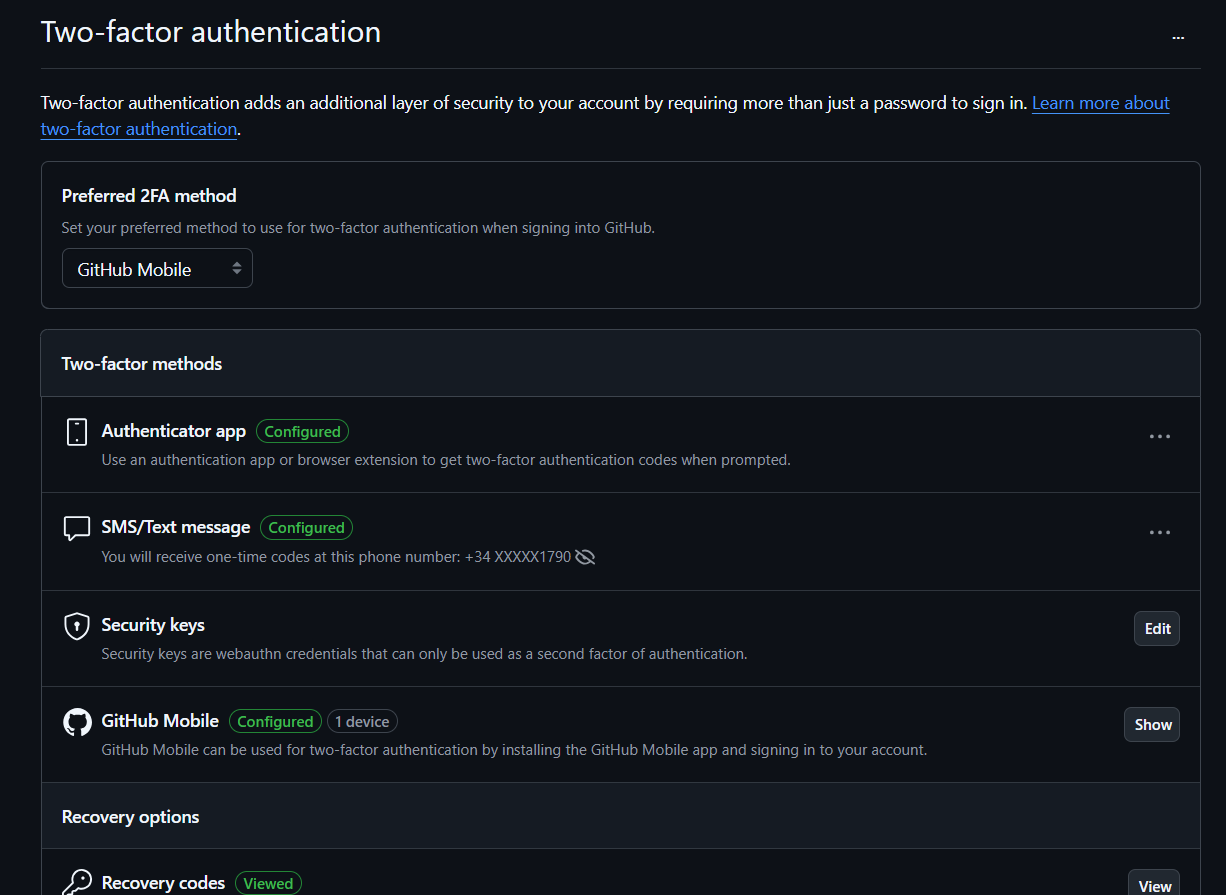 Two-factor authentication
...
Two-factor authentication adds an additional layer of security to your account by requiring more than just a password to sign in. Learn more about
two-factor authentication.
Preferred 2FA method
Set your preferred method to use for two-factor authentication when signing into GitHub.
GitHub Mobile
Two-factor methods
Authenticator app Configured
...
Use an authentication app or browser extension to get two-factor authentication codes when prompted.
SMS/Text message Configured
...
You will receive one-time codes at this phone number: +34 XXXXX1790
Security keys
Edit
Security keys are webauthn credentials that can only be used as a second factor of authentication.
GitHub Mobile Configured 1 device
Show
GitHub Mobile can be used for two-factor authentication by installing the GitHub Mobile app and signing in to your account.
Recovery options
Recovery codes Viewed
View